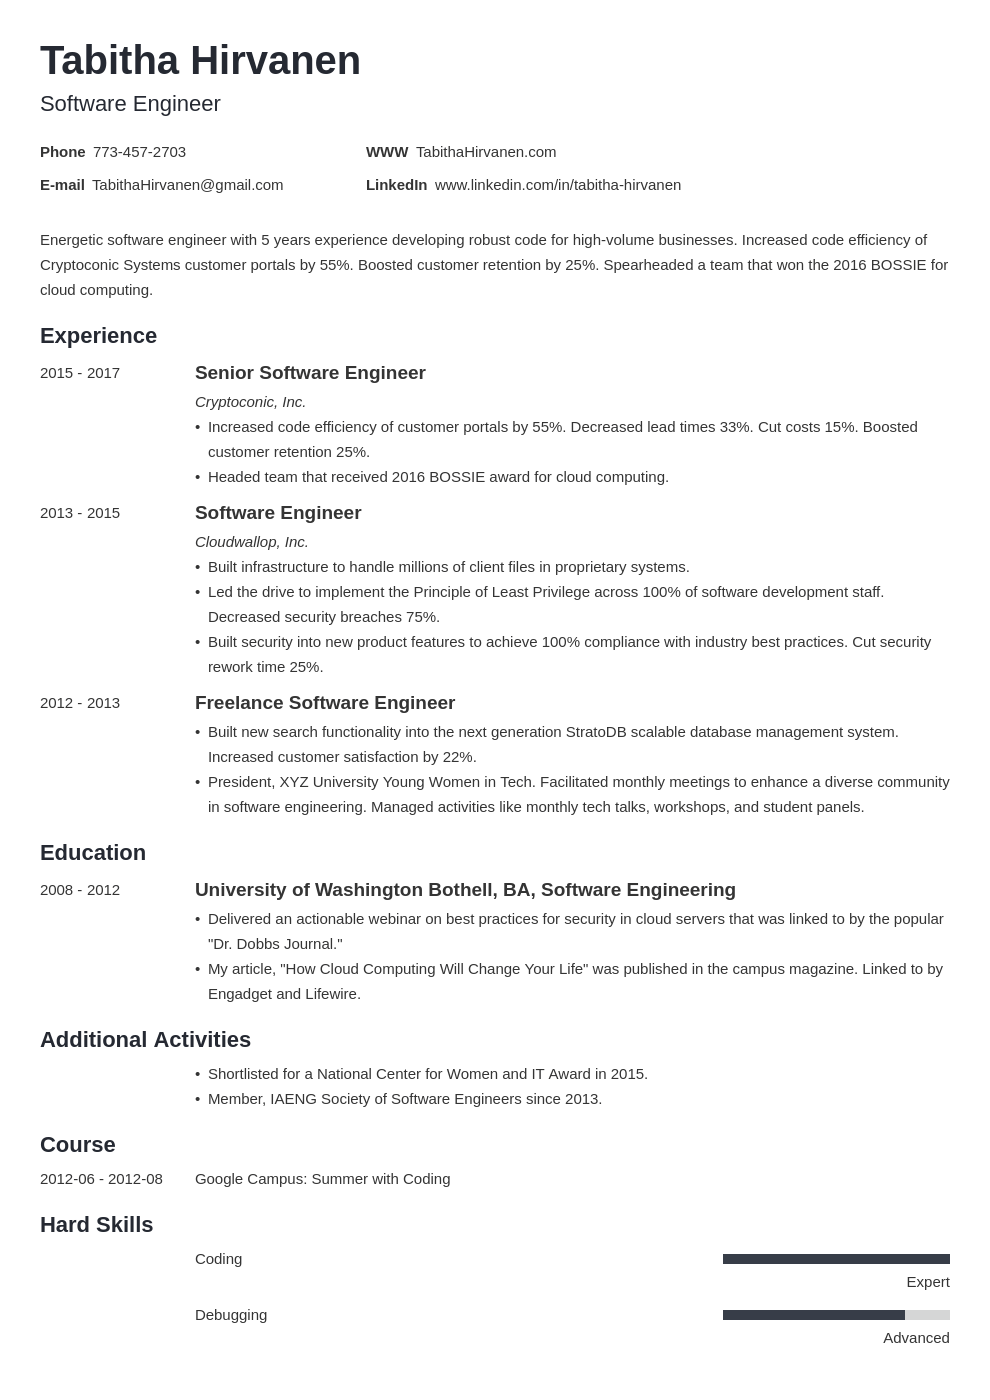 Tabitha Hirvanen
Software Engineer
Phone 773-457-2703 WWW TabithaHirvanen.com
E-mail TabithaHirvanen@gmail.com LinkedIn www.linkedin.com/in/tabitha-hirvanen
Energetic software engineer with 5 years experience developing robust code for high-volume businesses. Increased code efficiency of
Cryptoconic Systems customer portals by 55%. Boosted customer retention by 25%. Spearheaded a team that won the 2016 BOSSIE for
cloud computing.
Experience
2015 - 2017 Senior Software Engineer
Cryptoconic, Inc.
• Increased code efficiency of customer portals by 55%. Decreased lead times 33%. Cut costs 15%. Boosted
customer retention 25%.
• Headed team that received 2016 BOSSIE award for cloud computing.
2013 - 2015 Software Engineer
Cloudwallop, Inc.
• Built infrastructure to handle millions of client files in proprietary systems.
• Led the drive to implement the Principle of Least Privilege across 100% of software development staff.
Decreased security breaches 75%.
• Built security into new product features to achieve 100% compliance with industry best practices. Cut security
rework time 25%.
2012 - 2013 Freelance Software Engineer
• Built new search functionality into the next generation StratoDB scalable database management system.
Increased customer satisfaction by 22%.
• President, XYZ University Young Women in Tech. Facilitated monthly meetings to enhance a diverse community
in software engineering. Managed activities like monthly tech talks, workshops, and student panels.
Education
2008 - 2012 University of Washington Bothell, BA, Software Engineering
• Delivered an actionable webinar on best practices for security in cloud servers that was linked to by the popular
"Dr. Dobbs Journal."
• My article, "How Cloud Computing Will Change Your Life" was published in the campus magazine. Linked to by
Engadget and Lifewire.
Additional Activities
• Shortlisted for a National Center for Women and IT Award in 2015.
• Member, IAENG Society of Software Engineers since 2013.
Course
2012-06 - 2012-08 Google Campus: Summer with Coding
Hard Skills
Coding
Expert
Debugging
Advanced